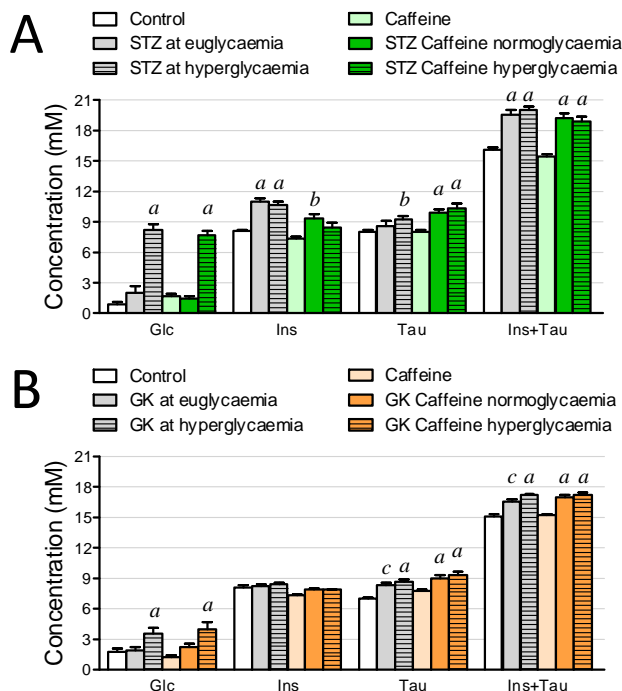 A
Control
Caffeine
STZ at euglycaemia
STZ Caffeine normoglycaemia
STZ at hyperglycaemia
STZ Caffeine hyperglycaemia
Concentration (mM)
21
18
15
12
9
6
3
0
a a a a b b a a a a a a
Glc Ins Tau Ins+Tau
B
Control
Caffeine
GK at euglycaemia
GK Caffeine normoglycaemia
GK at hyperglycaemia
GK Caffeine hyperglycaemia
Concentration (mM)
21
18
15
12
9
6
3
0
a a c a a a c a a a
Glc Ins Tau Ins+Tau